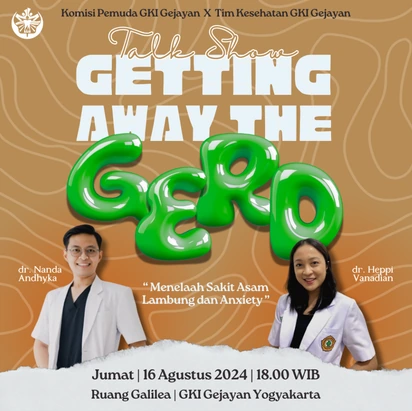 Komisi Pemuda GKI Gejayan X Tim Kesehatan GKI Gejayan
Talk Show
GETTING
AWAY THE
GERD
dr. Nanda
Andhyka
dr. Heppi
Vanadian
“ Menelaah Sakit Asam
Lambung dan Anxiety ”
Jumat | 16 Agustus 2024 | 18.00 WIB
Ruang Galilea | GKI Gejayan Yogyakarta